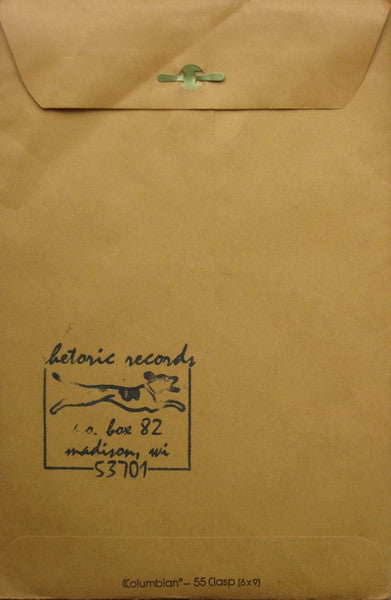 hetoric records
.o. box 82
madison, wi
53701
Columbian® – 55 Clasp (6x9)